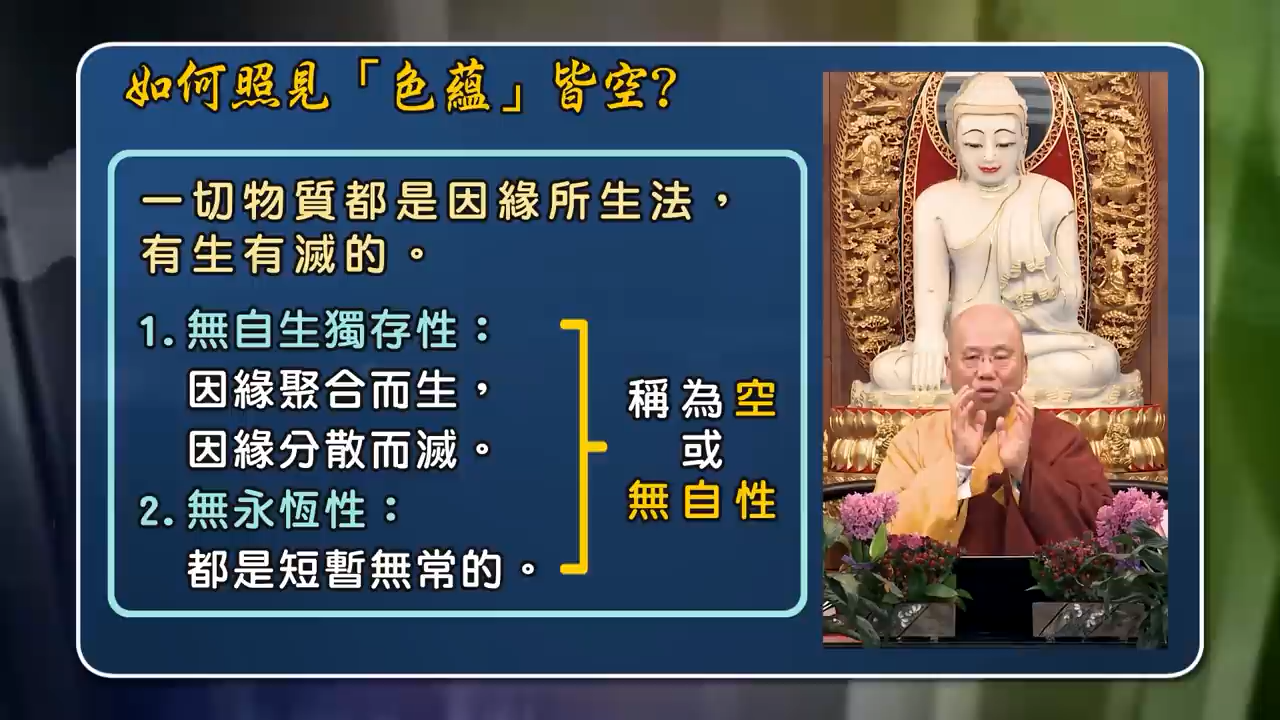 如何照見「色蘊」皆空?
一切物質都是因緣所生法，
有生有滅的。
1. 無自生獨存性：
因緣聚合而生，
因緣分散而滅。
2. 無永恆性：
都是短暫無常的。
稱為空
或
無自性